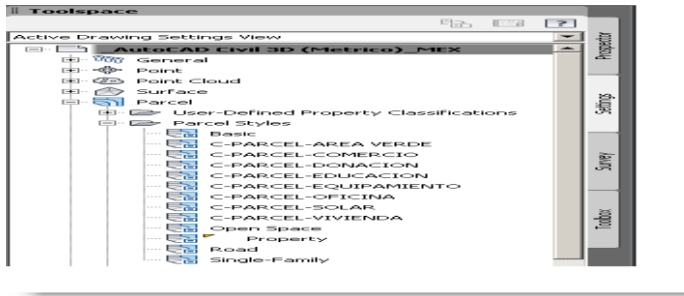 Toolspace
Active Drawing Settings View
AutoCAD Civil 3D (Metrico)_MEX
General
Point
Point Cloud
Surface
Parcel
User-Defined Property Classifications
Parcel Styles
Basic
C-PARCEL-AREA VERDE
C-PARCEL-COMERCIO
C-PARCEL-DONACION
C-PARCEL-EDUCACION
C-PARCEL-EQUIPAMIENTO
C-PARCEL-OFICINA
C-PARCEL-SOLAR
C-PARCEL-VIVIENDA
Open Space
Property
Road
Single-Family
Prospector
Settings
Survey
Toolbox